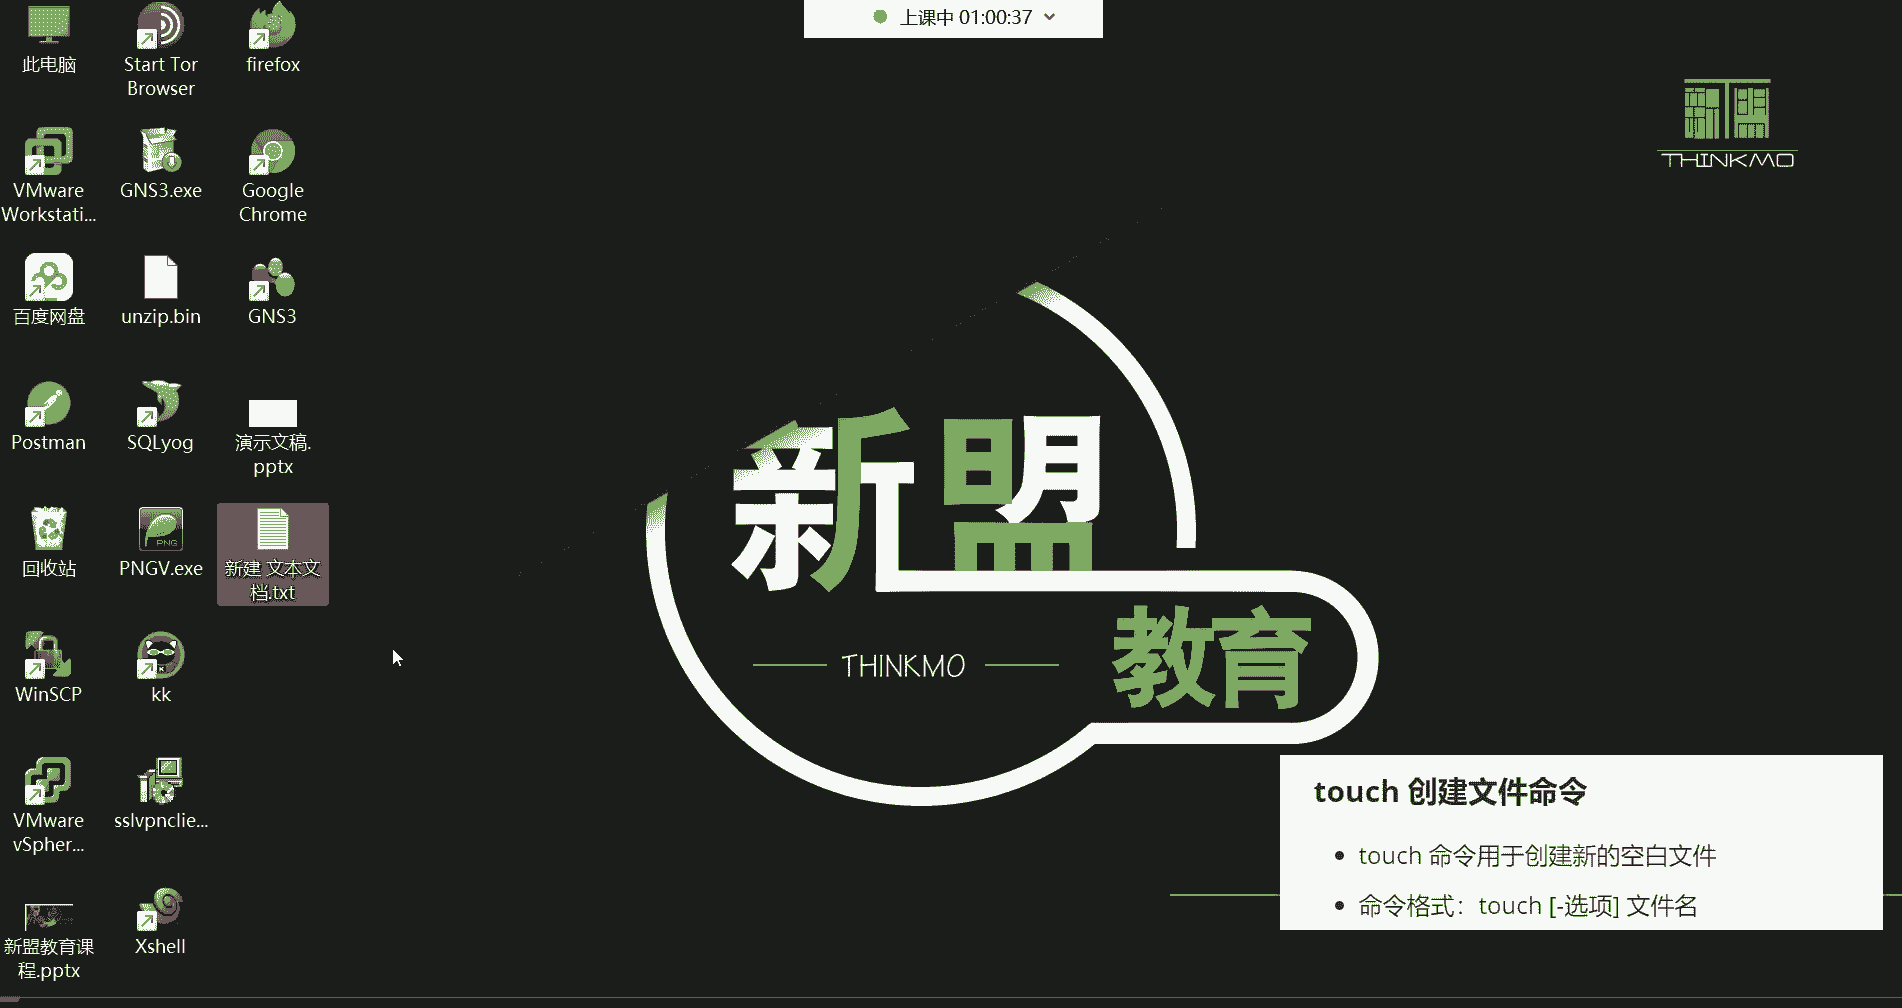 上课中 01:00:37
此电脑
Start Tor
Browser
firefox
THINKMO
VMware
Workstati...
GNS3.exe
Google
Chrome
百度网盘
unzip.bin
GNS3
Postman
SQLyog
演示文稿.
pptx
新盟
教育
THINKMO
回收站
PNG
PNGV.exe
新建 文本文
档.txt
WinSCP
kk
VMware
vSpher...
sslvpnclie...
新盟教育课
程.pptx
Xshell
touch 创建文件命令
• touch 命令用于创建新的空白文件
• 命令格式：touch [-选项] 文件名